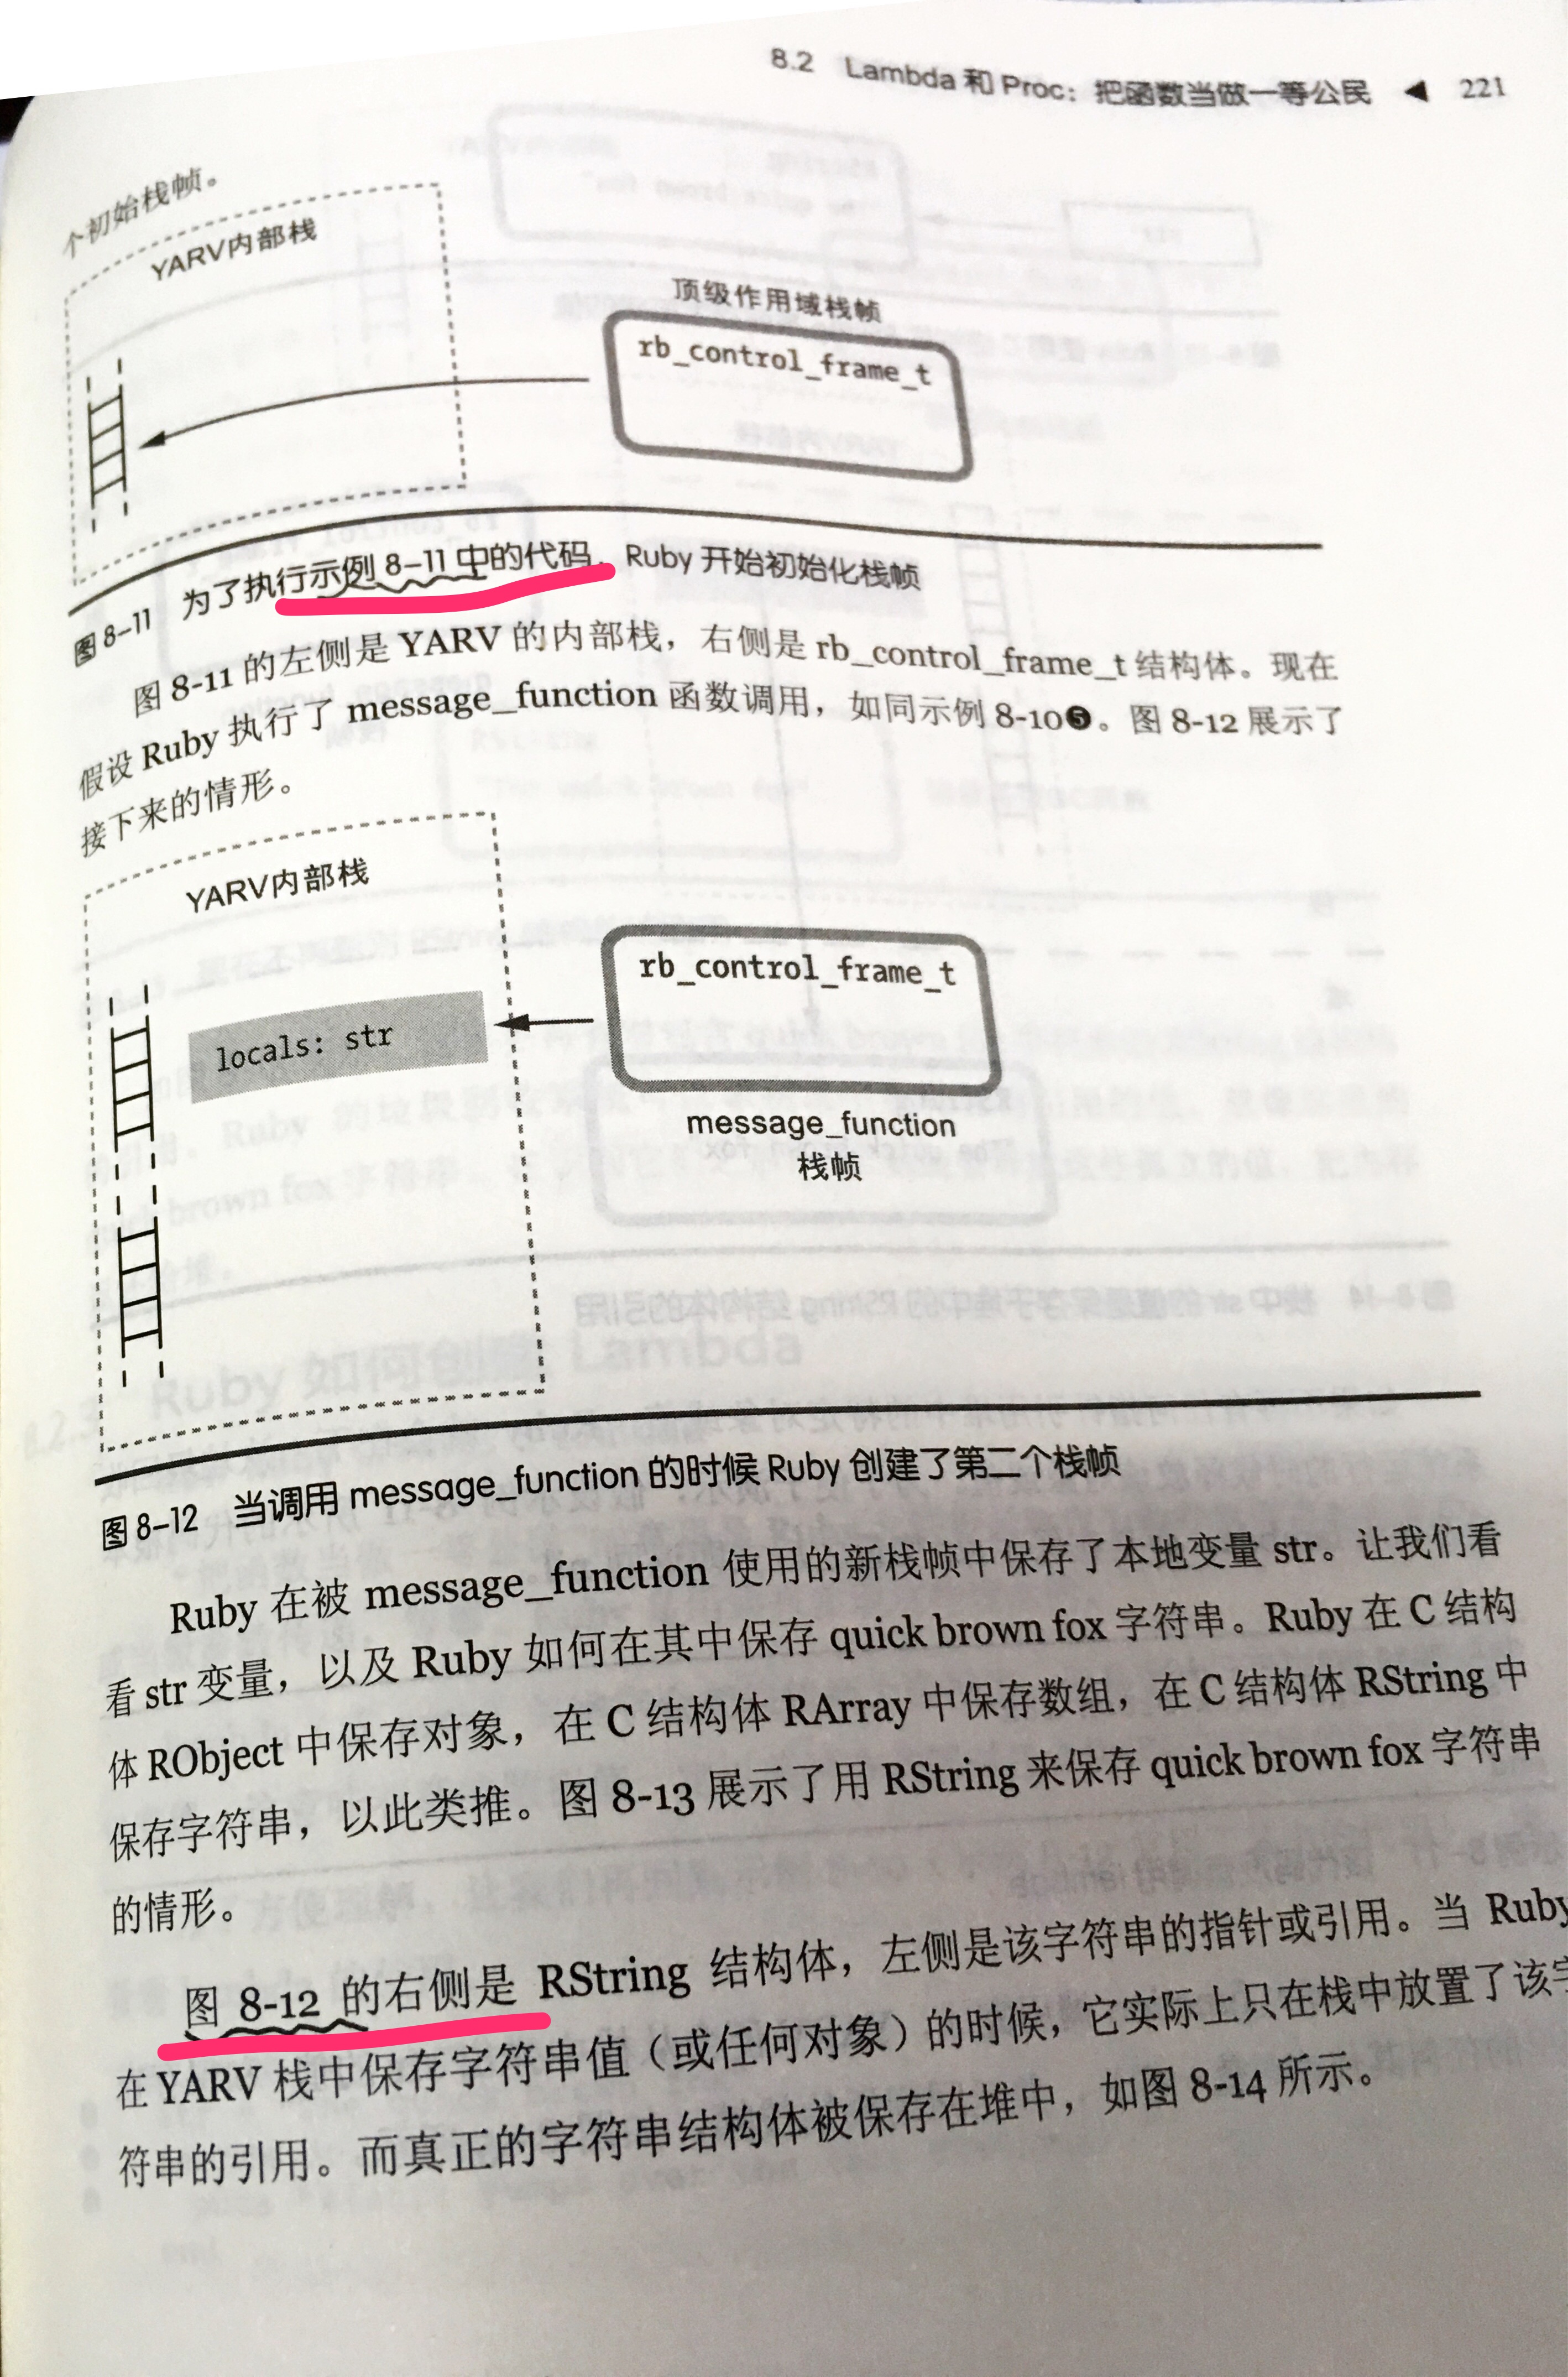 8.2 Lambda 和 Proc：把函数当做一等公民 ◀ 221
个初始栈帧。
YARV内部栈
顶级作用域栈帧
rb_control_frame_t
图 8-11 为了执行示例 8-11 中的代码，Ruby 开始初始化栈帧
图 8-11 的左侧是 YARV 的内部栈，右侧是 rb_control_frame_t 结构体。现在
假设 Ruby 执行了 message_function 函数调用，如同示例 8-10❺。图 8-12 展示了
接下来的情形。
YARV内部栈
locals: str
rb_control_frame_t
message_function
栈帧
图 8-12 当调用 message_function 的时候 Ruby 创建了第二个栈帧
Ruby 在被 message_function 使用的新栈帧中保存了本地变量 str。让我们看
看 str 变量，以及 Ruby 如何在其中保存 quick brown fox 字符串。Ruby 在 C 结构
体 RObject 中保存对象，在 C 结构体 RArray 中保存数组，在 C 结构体 RString 中
保存字符串，以此类推。图 8-13 展示了用 RString 来保存 quick brown fox 字符串
的情形。
图 8-12 的右侧是 RString 结构体，左侧是该字符串的指针或引用。当 Ruby
在 YARV 栈中保存字符串值（或任何对象）的时候，它实际上只在栈中放置了该字
符串的引用。而真正的字符串结构体被保存在堆中，如图 8-14 所示。